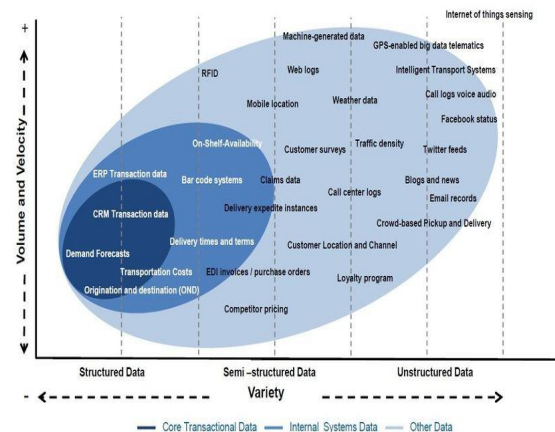 Internet of things sensing
+
Machine-generated data
GPS-enabled big data telematics
RFID
Web logs
Intelligent Transport Systems
Mobile location
Weather data
Call logs voice audio
Facebook status
On-Shelf-Availability
Customer surveys
Traffic density
Twitter feeds
ERP Transaction data
Bar code systems
Claims data
Call center logs
Blogs and news
Email records
CRM Transaction data
Delivery expedite instances
Crowd-based Pickup and Delivery
Delivery times and terms
Customer Location and Channel
Demand Forecasts
Transportation Costs
EDI invoices / purchase orders
Loyalty program
Origination and destination (OND)
Competitor pricing
Volume and Velocity
-
Structured Data
Semi –structured Data
Unstructured Data
-
Variety
+
Core Transactional Data
Internal Systems Data
Other Data